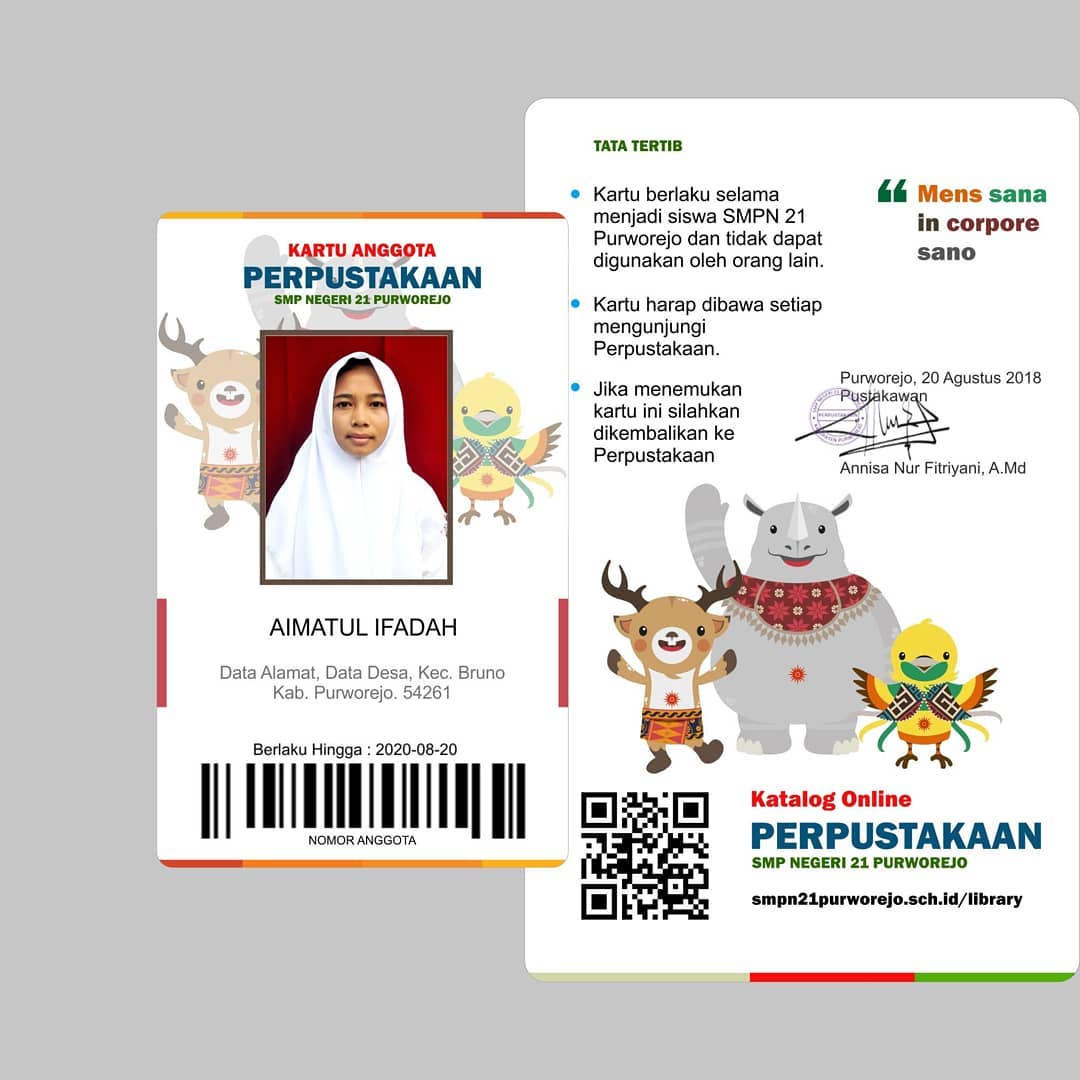 KARTU ANGGOTA
PERPUSTAKAAN
SMP NEGERI 21 PURWOREJO
AIMATUL IFADAH
Data Alamat, Data Desa, Kec. Bruno
Kab. Purworejo. 54261
Berlaku Hingga : 2020-08-20
NOMOR ANGGOTA
TATA TERTIB
Kartu berlaku selama
menjadi siswa SMPN 21
Purworejo dan tidak dapat
digunakan oleh orang lain.
Kartu harap dibawa setiap
mengunjungi
Perpustakaan.
Jika menemukan
kartu ini silahkan
dikembalikan ke
Perpustakaan
“ Mens sana
in corpore
sano
Purworejo, 20 Agustus 2018
Pustakawan
Annisa Nur Fitriyani, A.Md
Katalog Online
PERPUSTAKAAN
SMP NEGERI 21 PURWOREJO
smpn21purworejo.sch.id/library